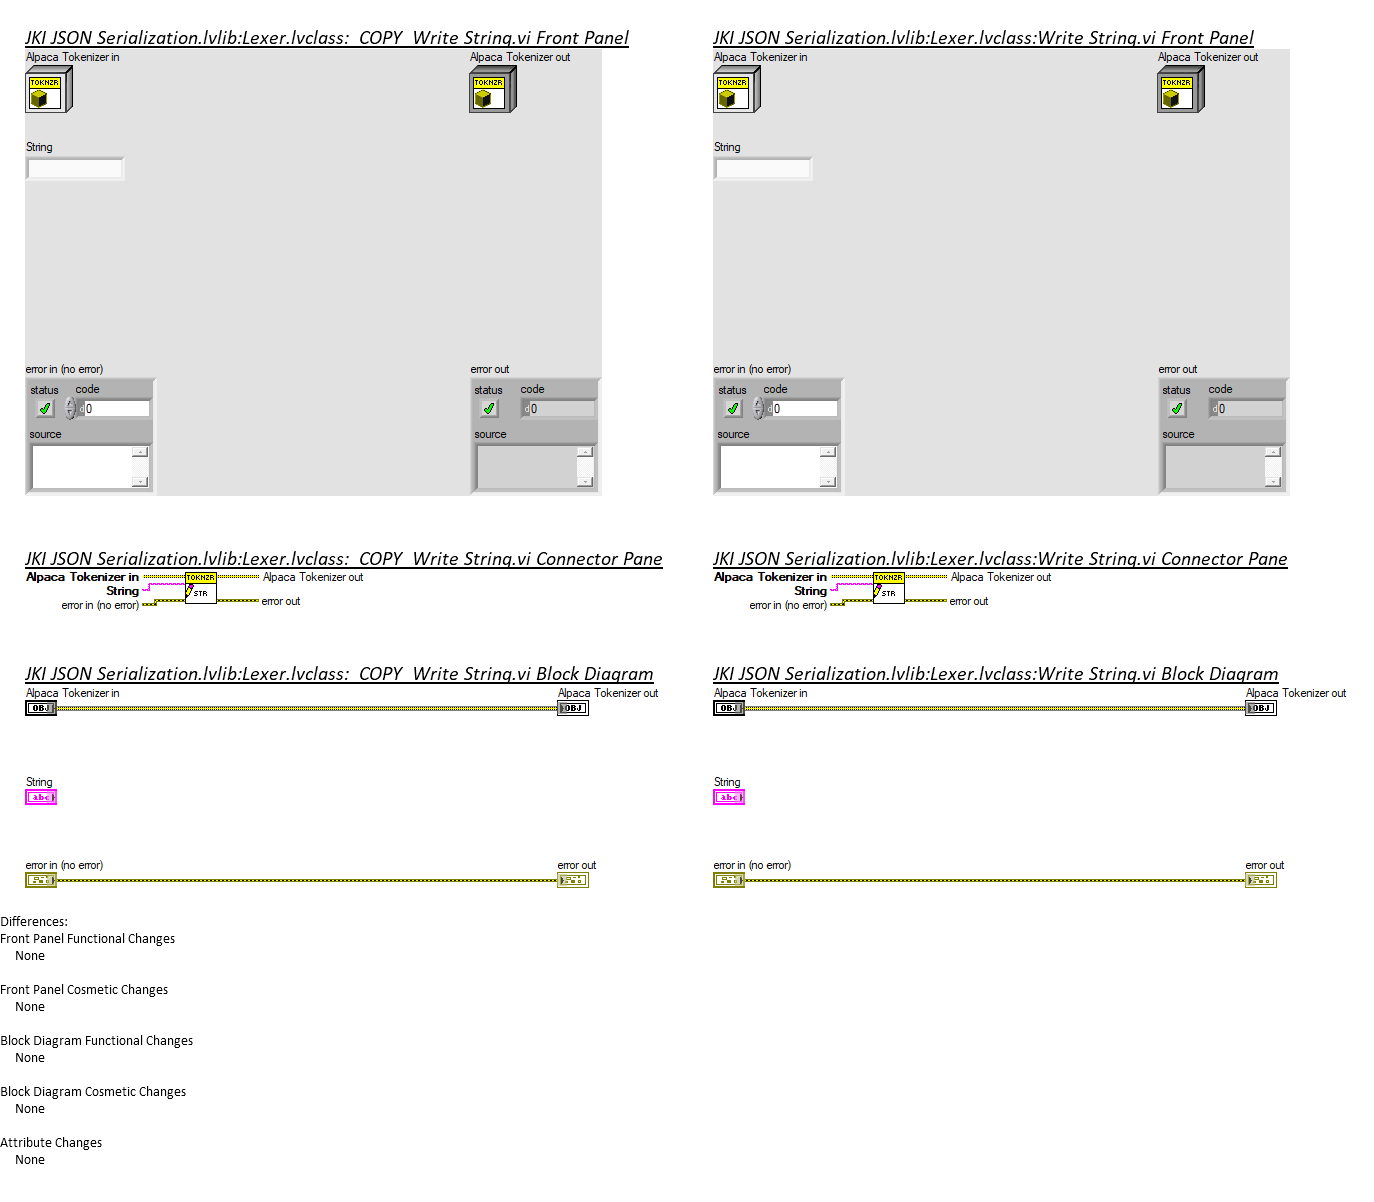 JKI JSON Serialization.lvlib:Lexer.lvclass:_COPY_Write String.vi Front Panel
Alpaca Tokenizer in
Alpaca Tokenizer out
TOKNZR
TOKNZR
String
error in (no error)
error out
status code
status code
d0
d0
source
source
JKI JSON Serialization.lvlib:Lexer.lvclass:Write String.vi Front Panel
Alpaca Tokenizer in
Alpaca Tokenizer out
TOKNZR
TOKNZR
String
error in (no error)
error out
status code
status code
d0
d0
source
source
JKI JSON Serialization.lvlib:Lexer.lvclass:_COPY_Write String.vi Connector Pane
Alpaca Tokenizer in
TOKNZR
Alpaca Tokenizer out
String
STR
error in (no error)
error out
JKI JSON Serialization.lvlib:Lexer.lvclass:Write String.vi Connector Pane
Alpaca Tokenizer in
TOKNZR
Alpaca Tokenizer out
String
STR
error in (no error)
error out
JKI JSON Serialization.lvlib:Lexer.lvclass:_COPY_Write String.vi Block Diagram
Alpaca Tokenizer in
Alpaca Tokenizer out
OBJ
OBJ
String
abc
error in (no error)
error out
JKI JSON Serialization.lvlib:Lexer.lvclass:Write String.vi Block Diagram
Alpaca Tokenizer in
Alpaca Tokenizer out
OBJ
OBJ
String
abc
error in (no error)
error out
Differences:
Front Panel Functional Changes
None
Front Panel Cosmetic Changes
None
Block Diagram Functional Changes
None
Block Diagram Cosmetic Changes
None
Attribute Changes
None